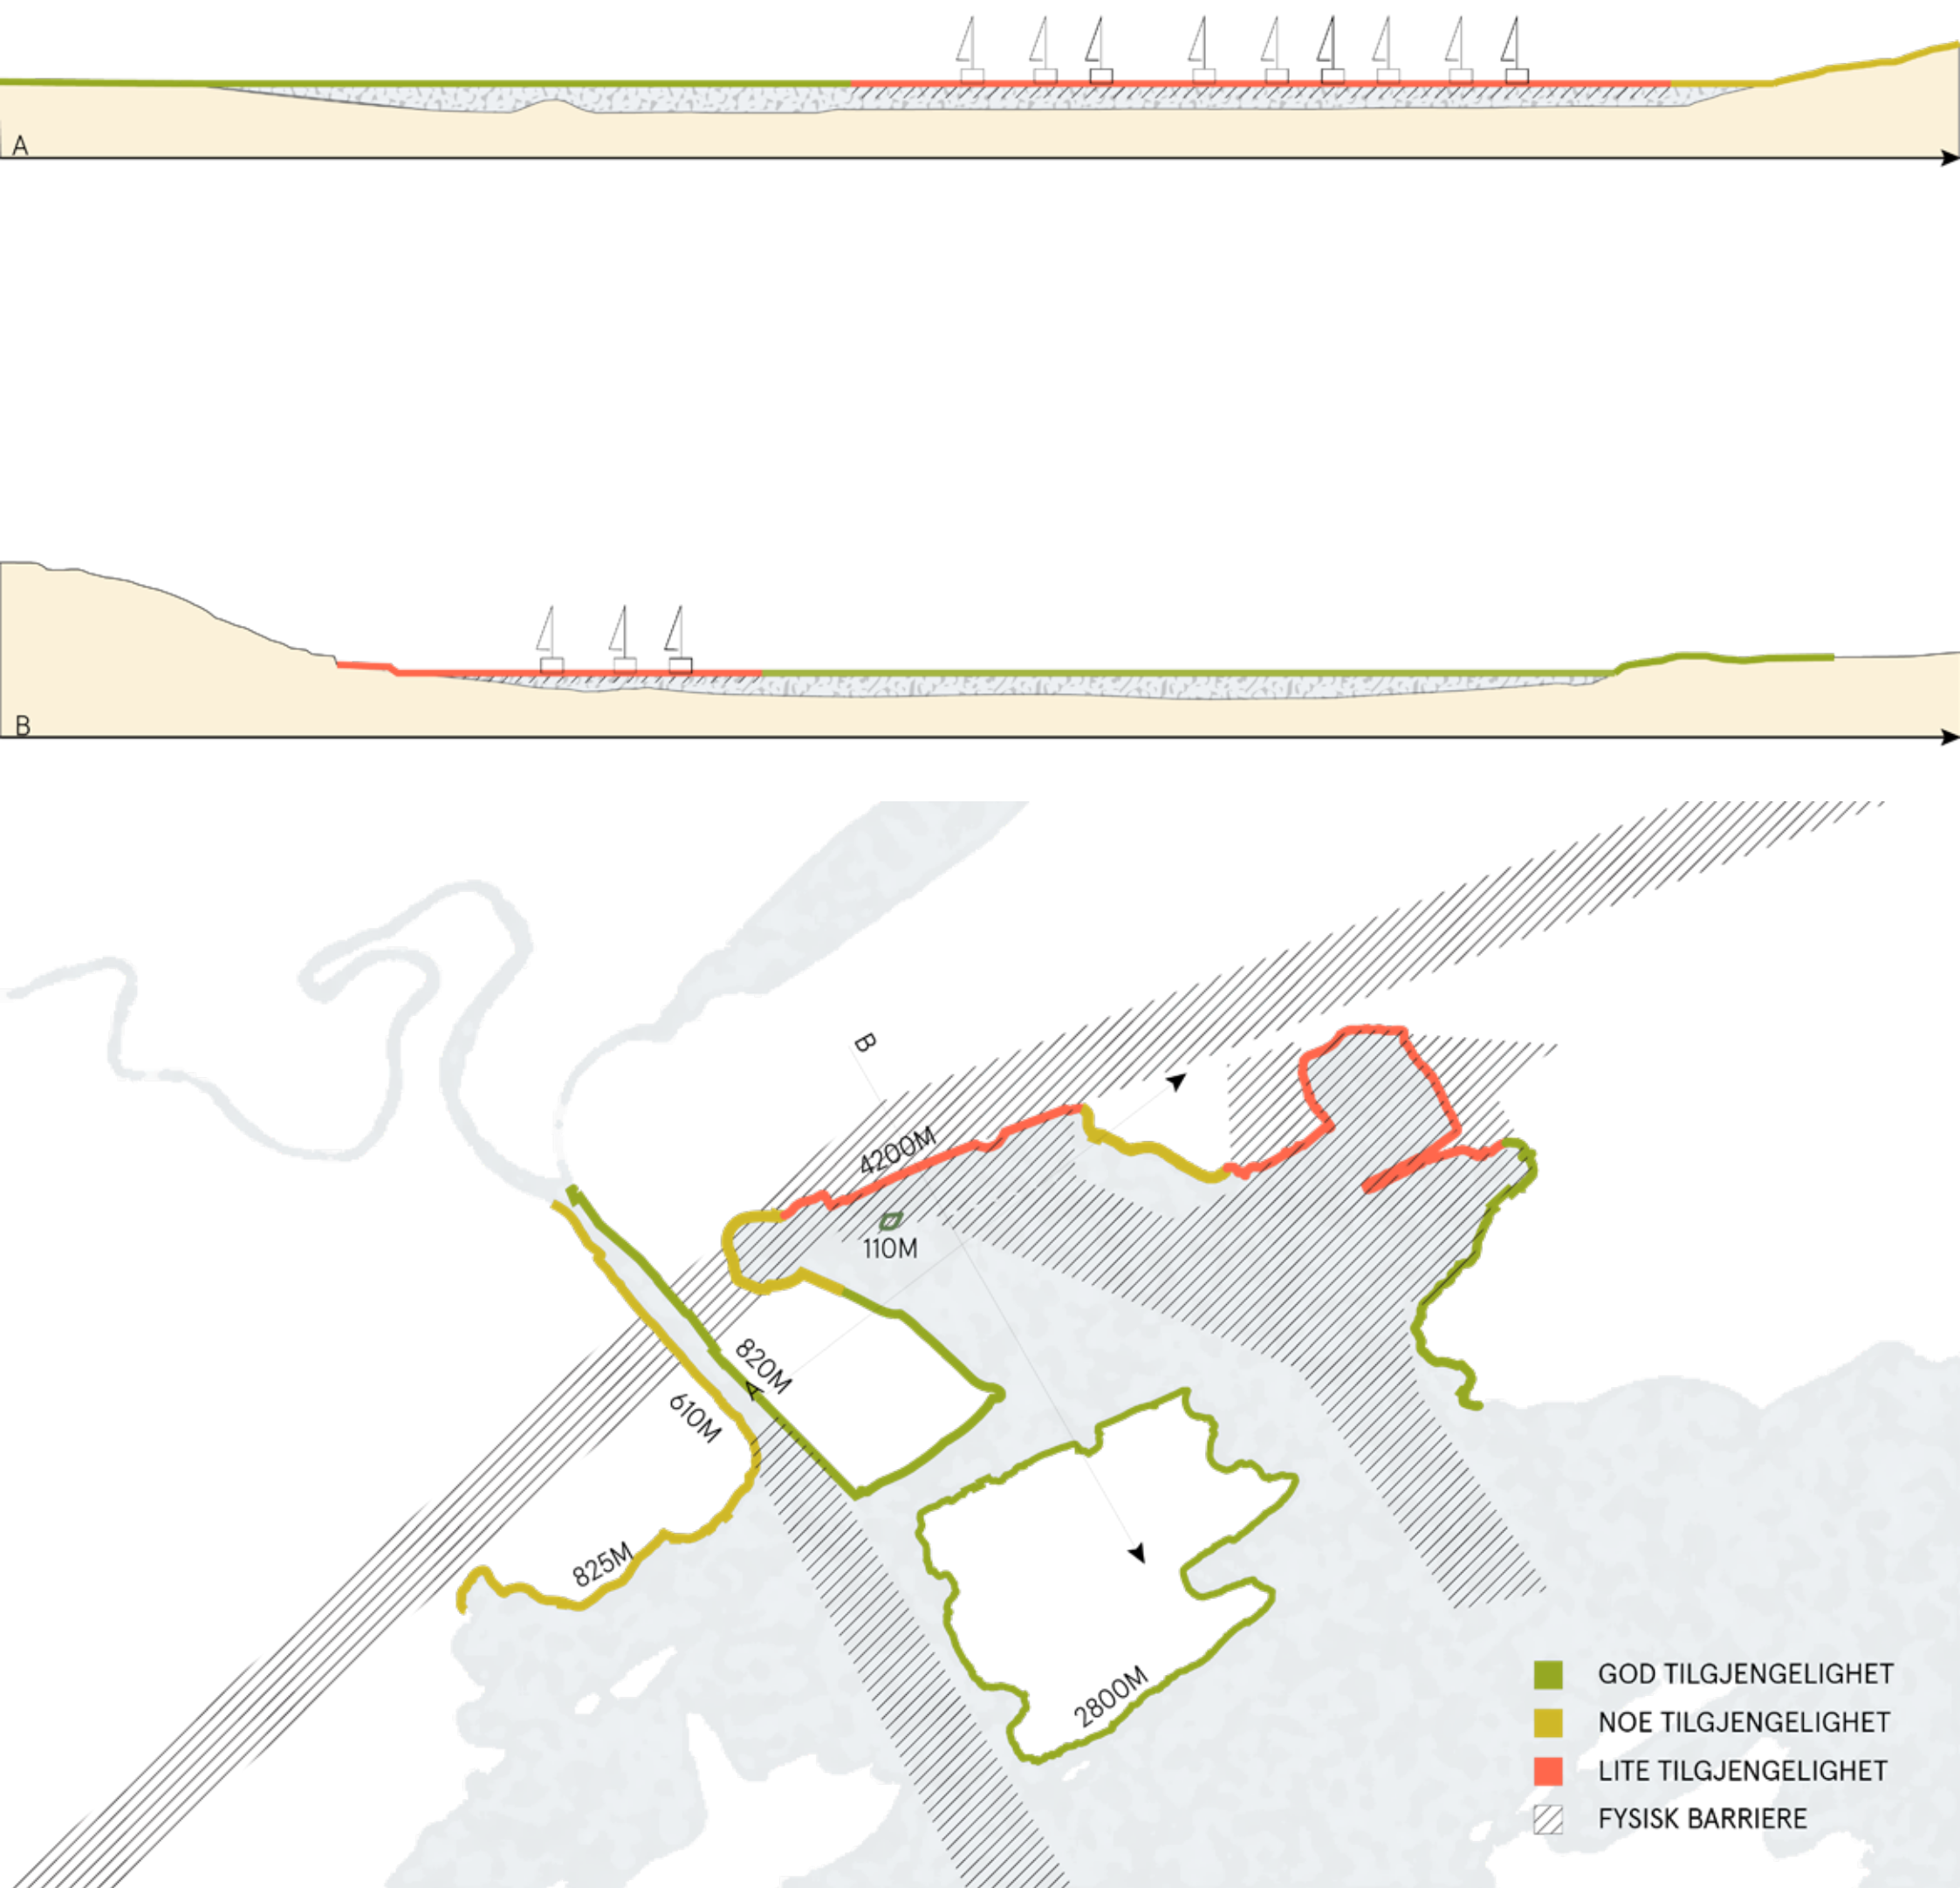 A
B
B
4200M
110M
820M
A
610M
825M
2800M
GOD TILGJENGELIGHET
NOE TILGJENGELIGHET
LITE TILGJENGELIGHET
FYSISK BARRIERE